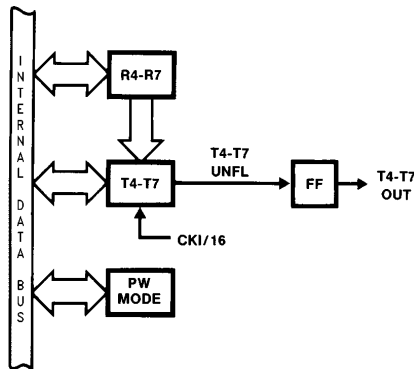 INTERNAL DATA BUS
R4-R7
T4-T7
T4-T7
UNFL
FF
T4-T7
OUT
CKI/16
PW
MODE